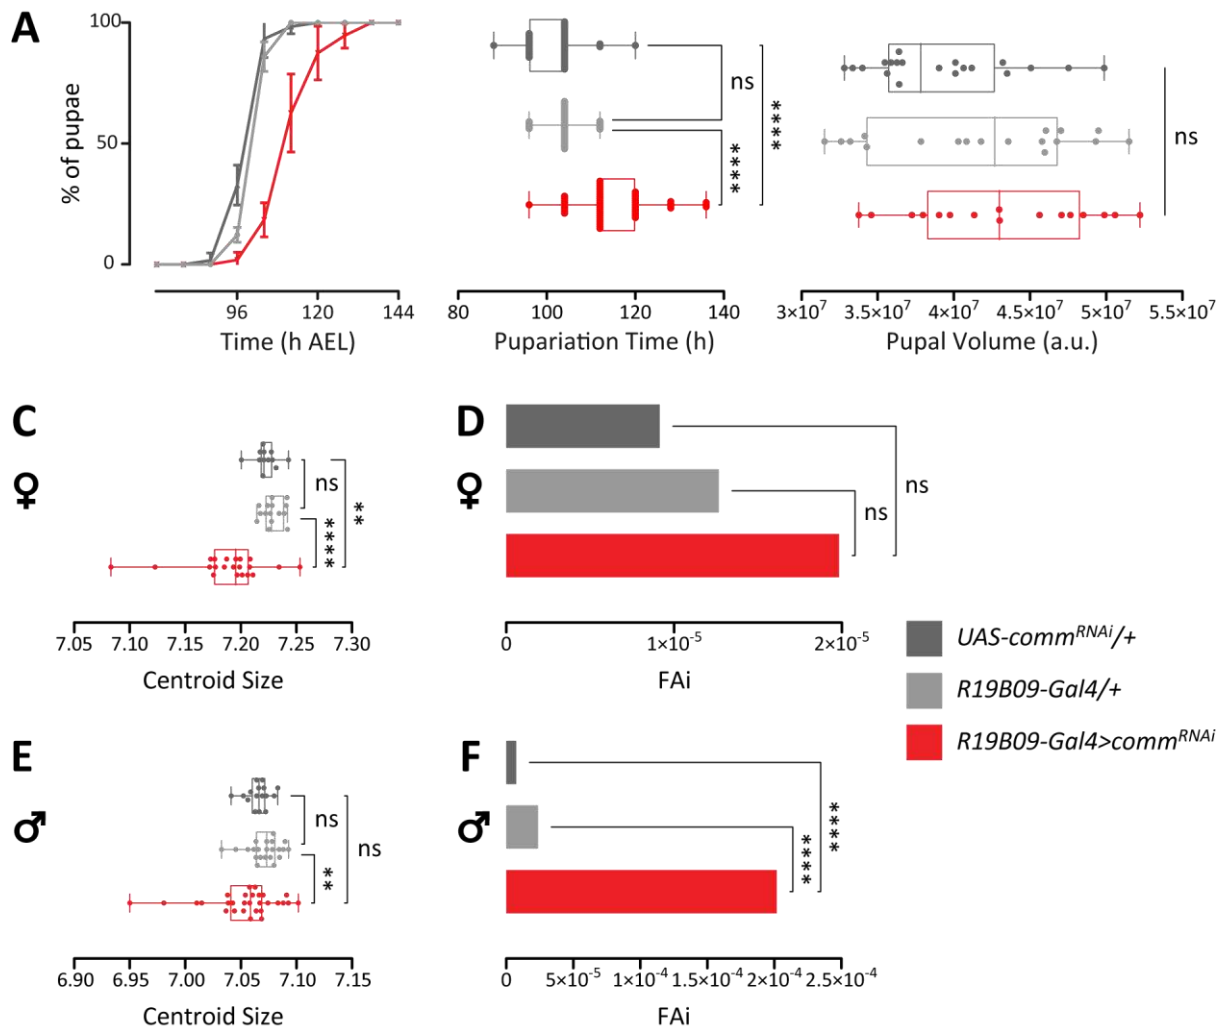 A
100
50
0
% of pupae
96
120
144
Time (h AEL)
ns
****
****
80
100
120
140
Pupariation Time (h)
ns
3×10⁷
3.5×10⁷
4×10⁷
4.5×10⁷
5×10⁷
5.5×10⁷
Pupal Volume (a.u.)
C
♀
ns
**
****
7.05
7.10
7.15
7.20
7.25
7.30
Centroid Size
D
♀
ns
ns
0
1×10⁻⁵
2×10⁻⁵
FAi
UAS-commᴿᴺᴬⁱ/+
R19B09-Gal4/+
R19B09-Gal4>commᴿᴺᴬⁱ
E
♂
ns
ns
**
6.90
6.95
7.00
7.05
7.10
7.15
Centroid Size
F
♂
****
****
0
5×10⁻⁵
1×10⁻⁴
1.5×10⁻⁴
2×10⁻⁴
2.5×10⁻⁴
FAi